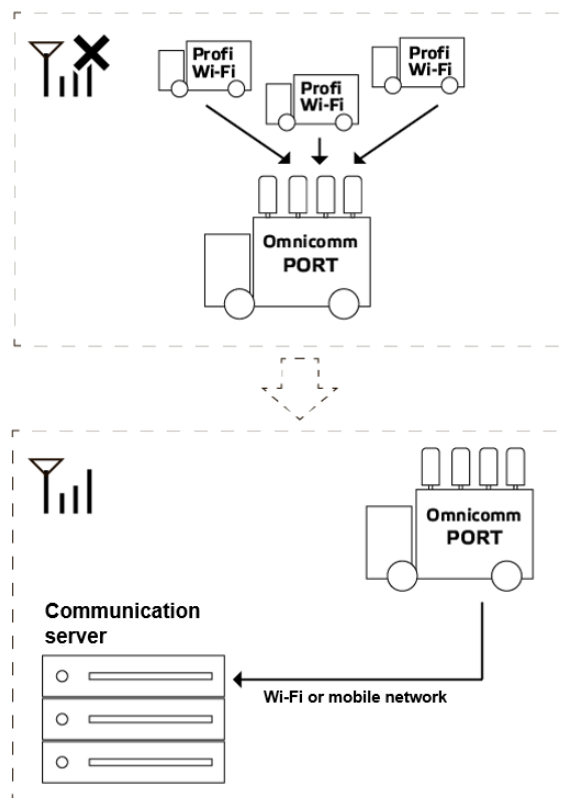 Profi
Wi-Fi
Profi
Wi-Fi
Profi
Wi-Fi
Omnicomm
PORT
Omnicomm
PORT
Communication
server
Wi-Fi or mobile network